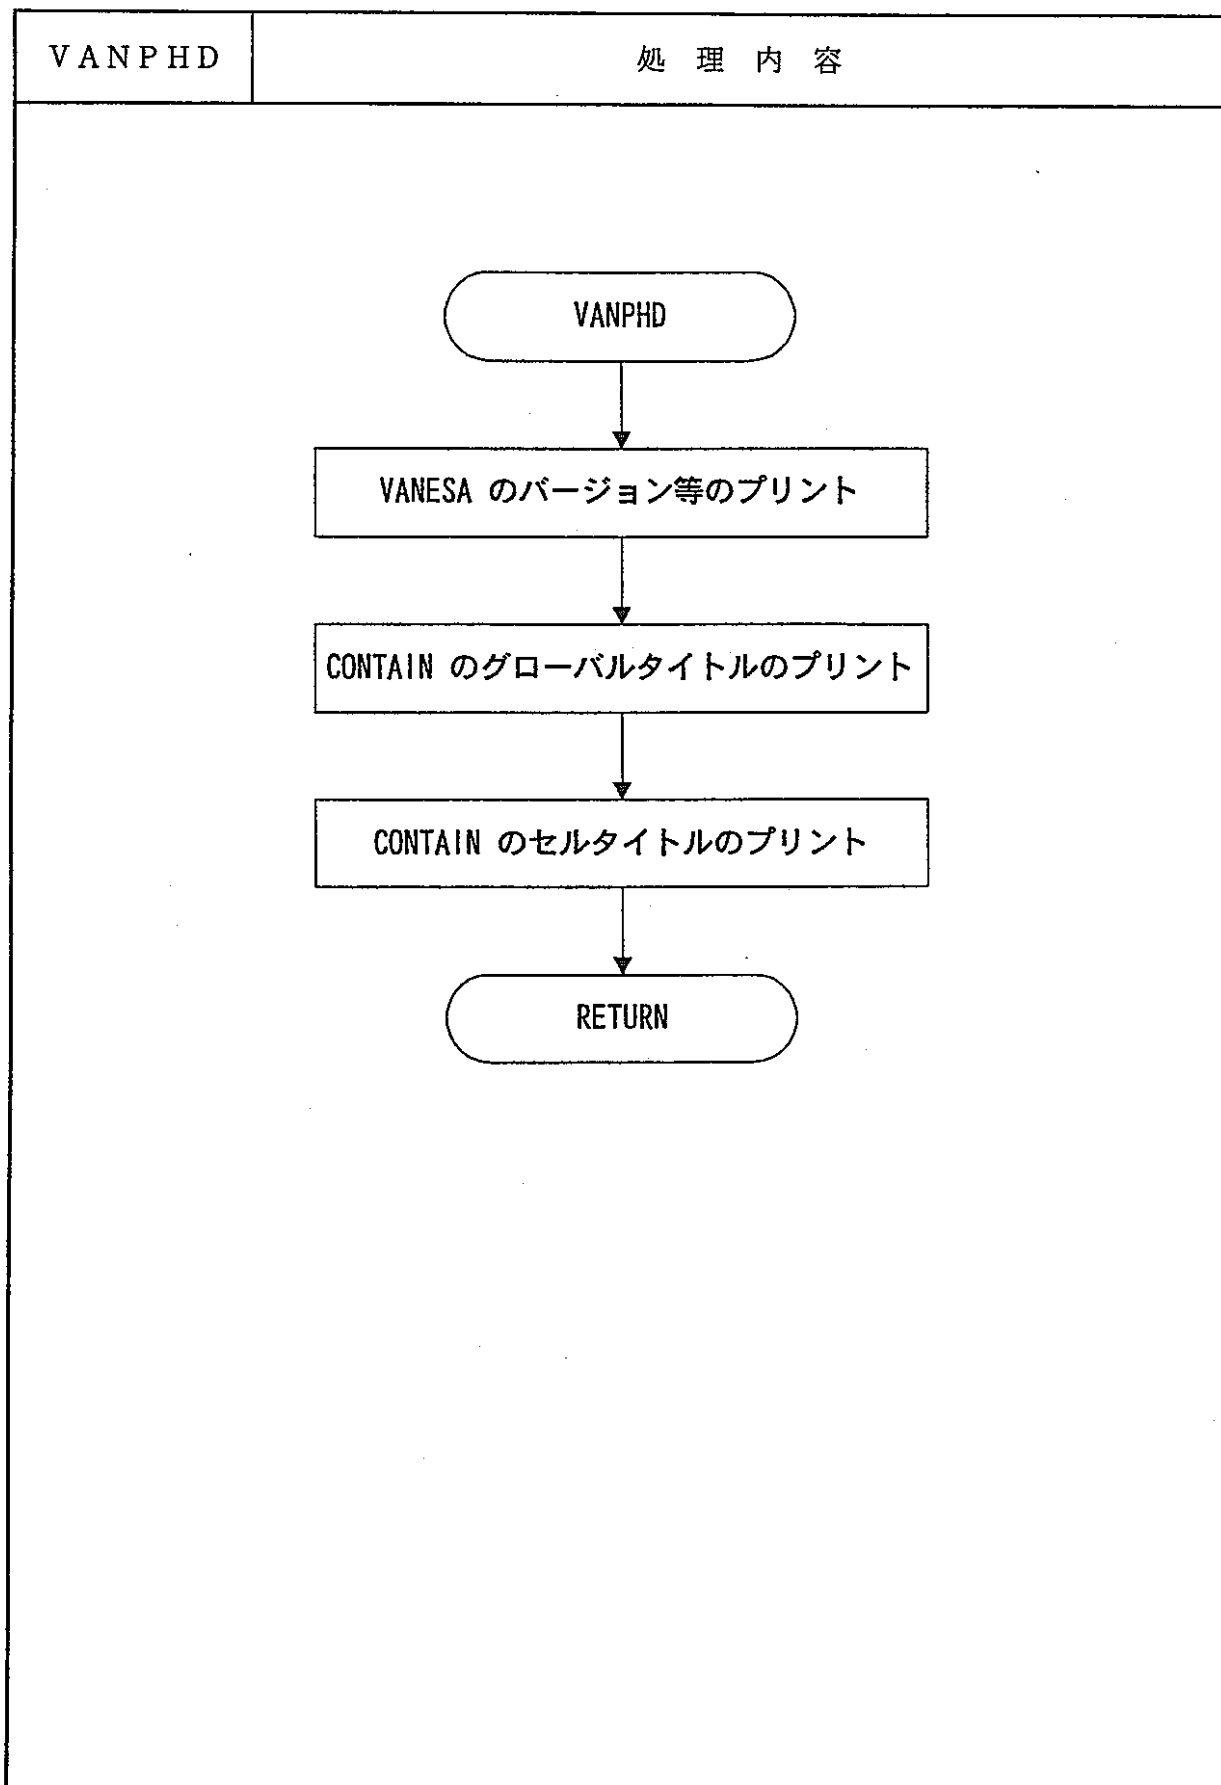 VANPHD
処理内容
VANPHD
VANESA のバージョン等のプリント
CONTAIN のグローバルタイトルのプリント
CONTAIN のセルタイトルのプリント
RETURN